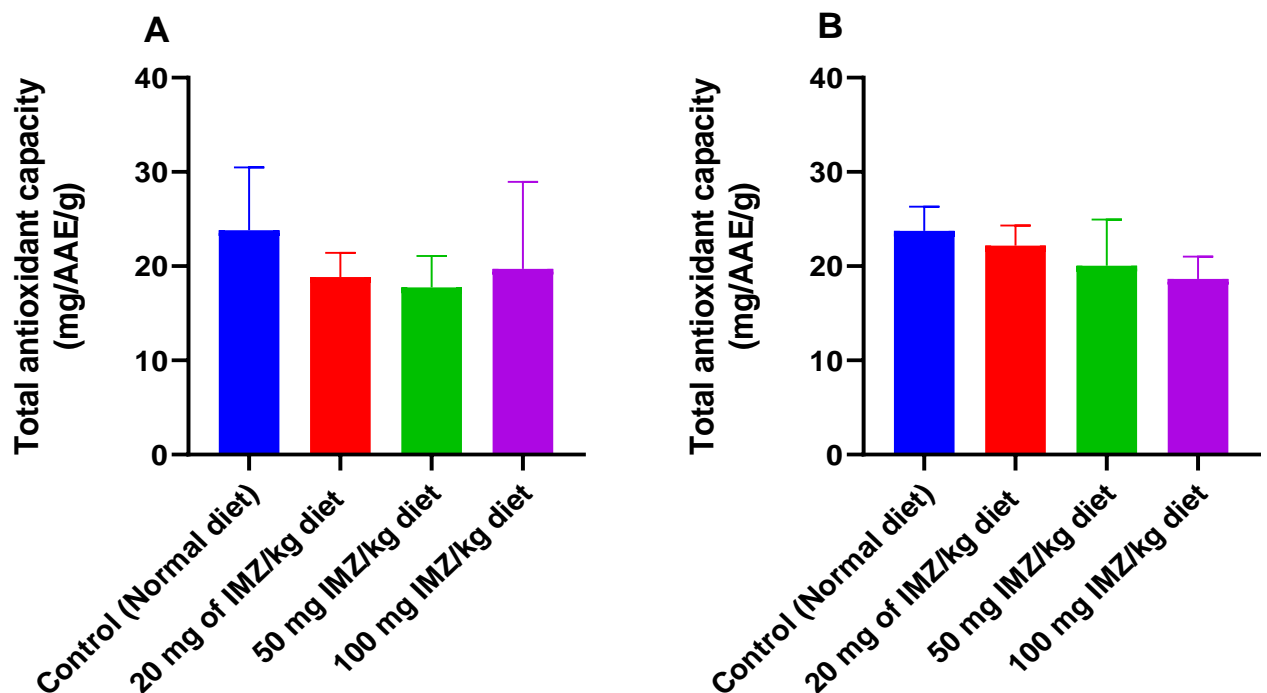 A
Total antioxidant capacity
(mg/AAE/g)
40
30
20
10
0
Control (Normal diet)
20 mg of IMZ/kg diet
50 mg IMZ/kg diet
100 mg IMZ/kg diet
B
Total antioxidant capacity
(mg/AAE/g)
40
30
20
10
0
Control (Normal diet)
20 mg of IMZ/kg diet
50 mg IMZ/kg diet
100 mg IMZ/kg diet